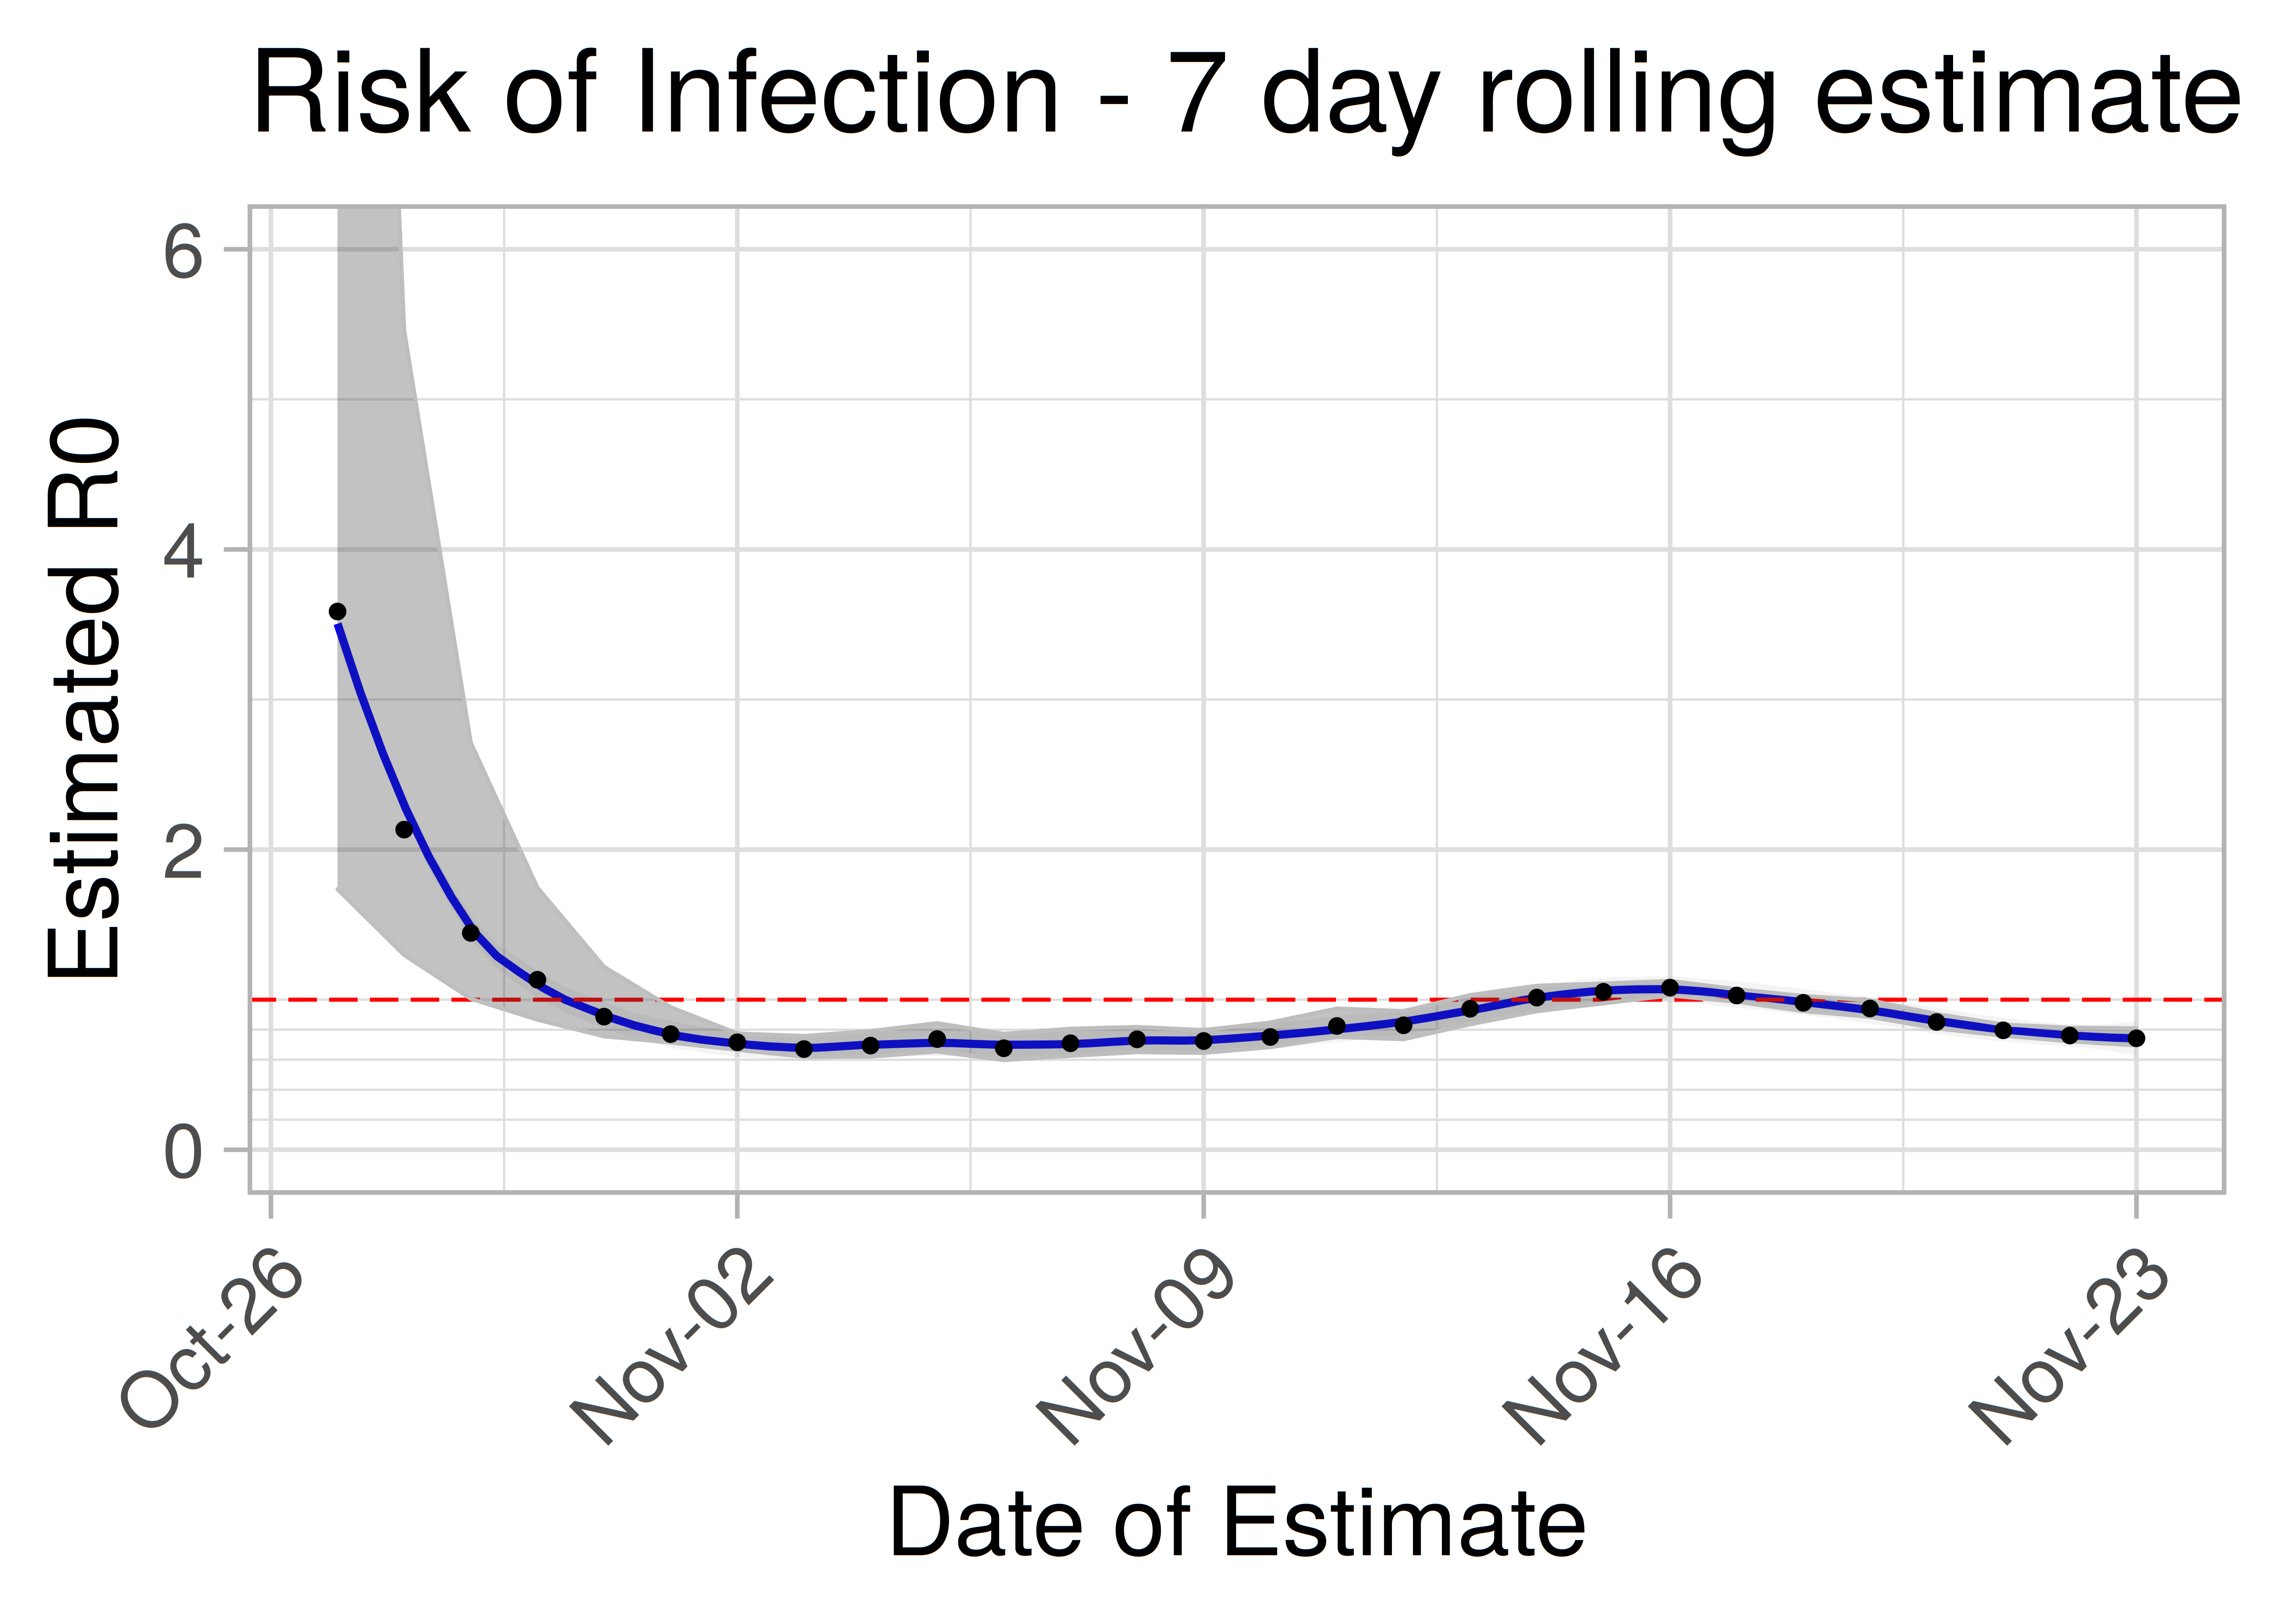 Risk of Infection - 7 day rolling estimate
Estimated R0
6
4
2
0
Oct-26
Nov-02
Nov-09
Nov-16
Nov-23
Date of Estimate